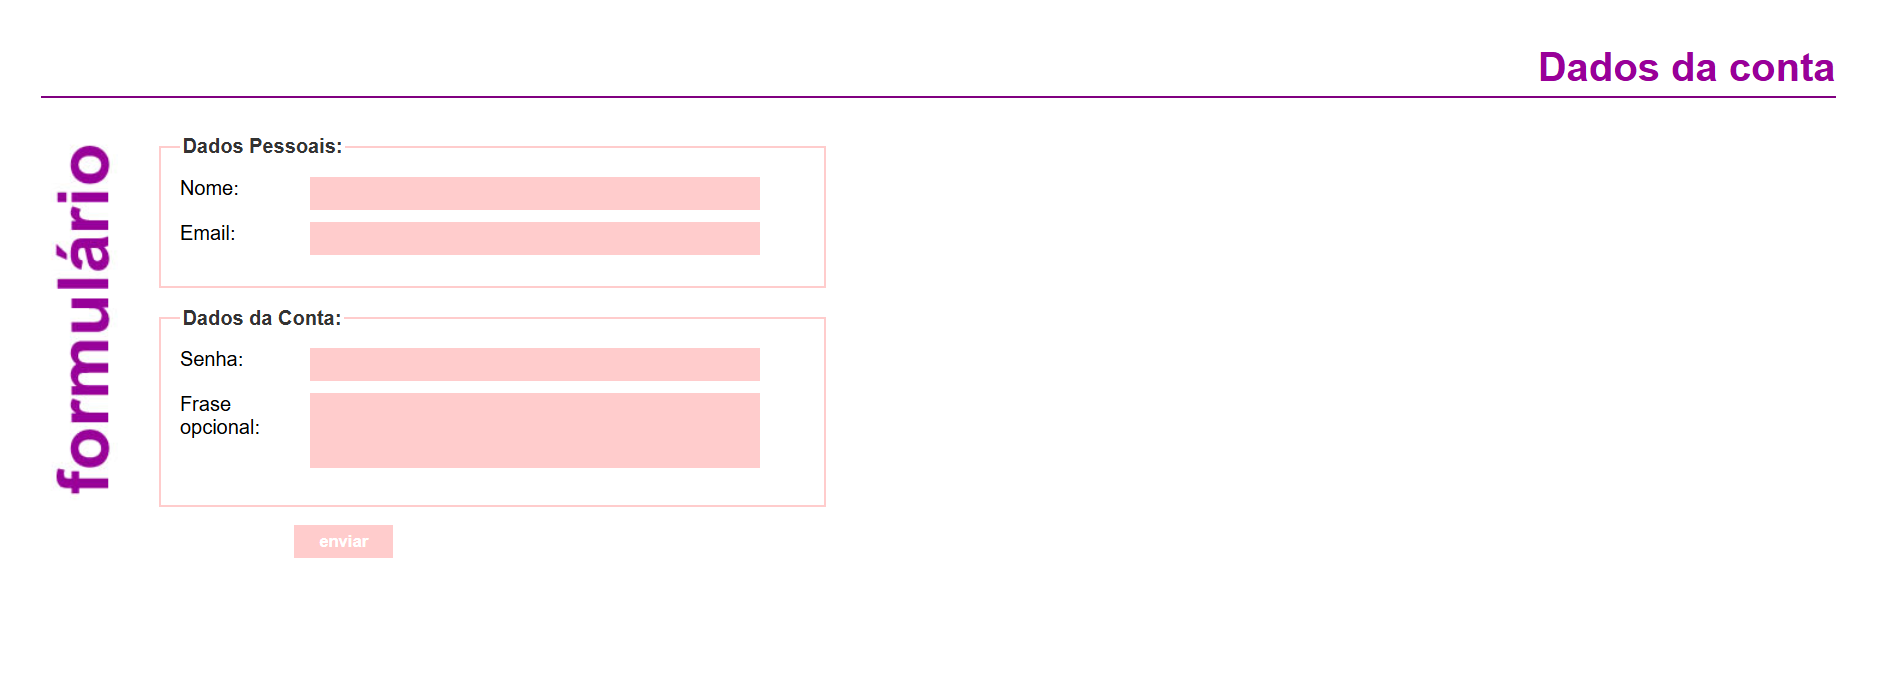 Dados da conta
formulário
Dados Pessoais:
Nome:
Email:
Dados da Conta:
Senha:
Frase
opcional:
enviar